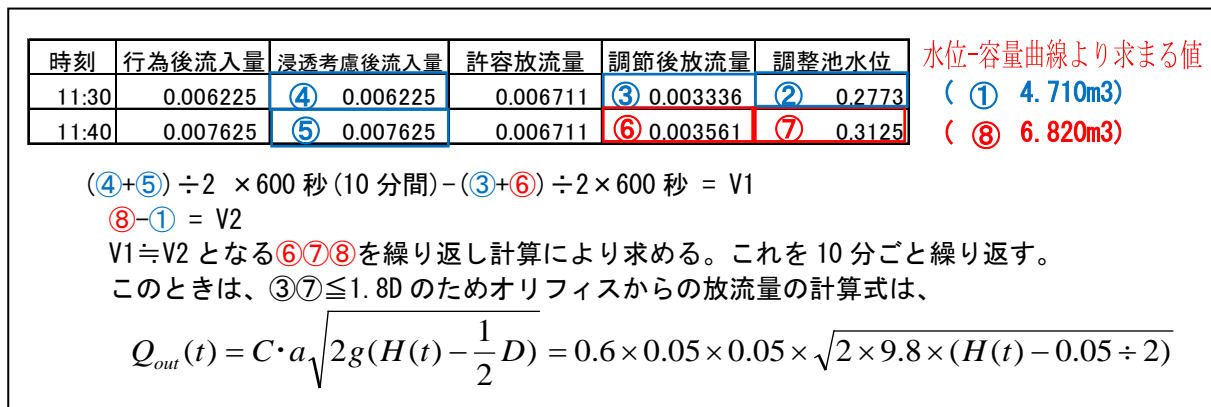 時刻 行為後流入量 浸透考慮後流入量 許容放流量 調節後放流量 調整池水位 水位-容量曲線より求まる値
11:30 0.006225 ④ 0.006225 0.006711 ③ 0.003336 ② 0.2773 ( ① 4.710m3)
11:40 0.007625 ⑤ 0.007625 0.006711 ⑥ 0.003561 ⑦ 0.3125 ( ⑧ 6.820m3)
(④+⑤)÷2 ×600 秒(10 分間)-(③+⑥)÷2×600 秒 = V1
⑧-① = V2
V1≒V2 となる⑥⑦⑧を繰り返し計算により求める。これを 10 分ごと繰り返す。
このときは、③⑦≦1.8D のためオリフィスからの放流量の計算式は、
Q_{out}(t) = C・a√(2g(H(t) − 1/2 D)) = 0.6×0.05×0.05×√(2×9.8×(H(t) − 0.05÷2))